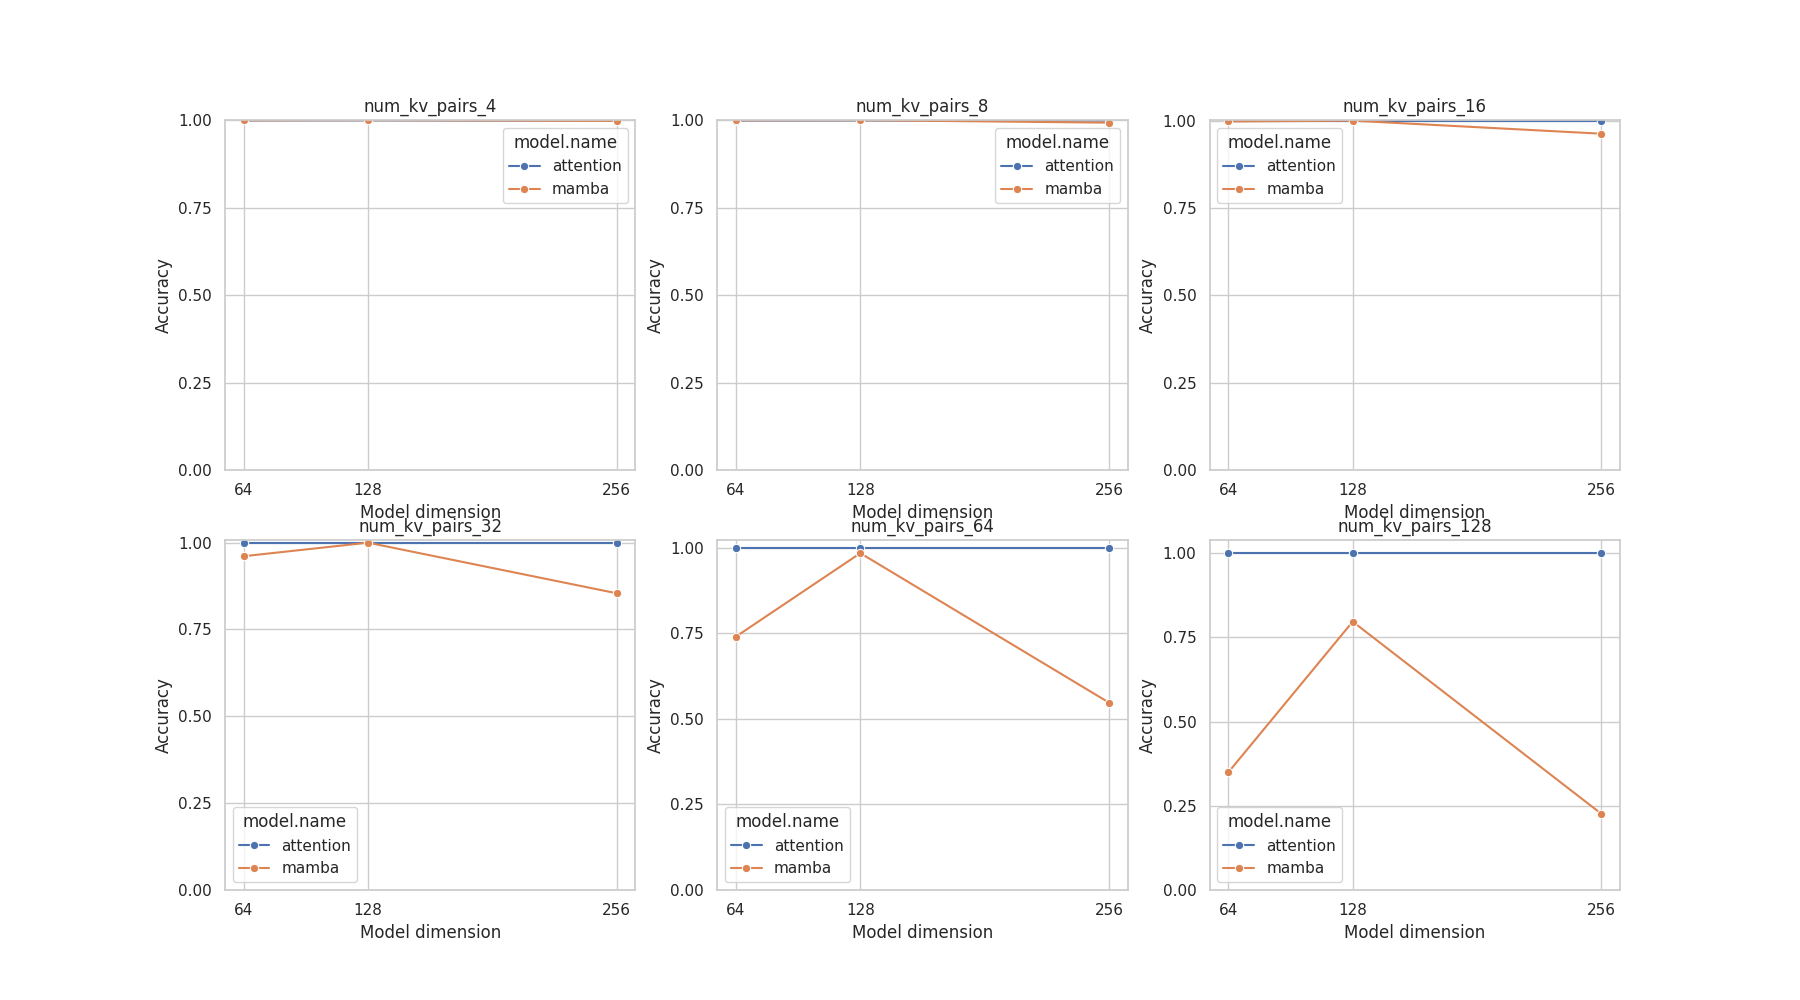 num_kv_pairs_4
1.00
0.75
0.50
0.25
0.00
Accuracy
model.name
attention
mamba
64
128
256
Model dimension
num_kv_pairs_8
1.00
0.75
0.50
0.25
0.00
Accuracy
model.name
attention
mamba
64
128
256
Model dimension
num_kv_pairs_16
1.00
0.75
0.50
0.25
0.00
Accuracy
model.name
attention
mamba
64
128
256
Model dimension
num_kv_pairs_32
1.00
0.75
0.50
0.25
0.00
Accuracy
model.name
attention
mamba
64
128
256
Model dimension
num_kv_pairs_64
1.00
0.75
0.50
0.25
0.00
Accuracy
model.name
attention
mamba
64
128
256
Model dimension
num_kv_pairs_128
1.00
0.75
0.50
0.25
0.00
Accuracy
model.name
attention
mamba
64
128
256
Model dimension